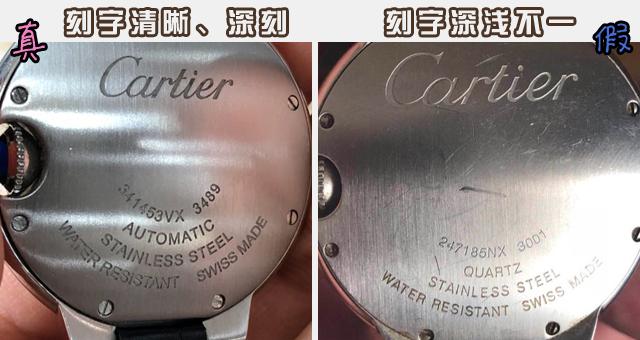 刻字清晰、深刻
真
Cartier
341453VX 3489
AUTOMATIC
STAINLESS STEEL
WATER RESISTANT SWISS MADE
刻字深浅不一
假
Cartier
247185NX 3001
QUARTZ
STAINLESS STEEL
WATER RESISTANT SWISS MADE